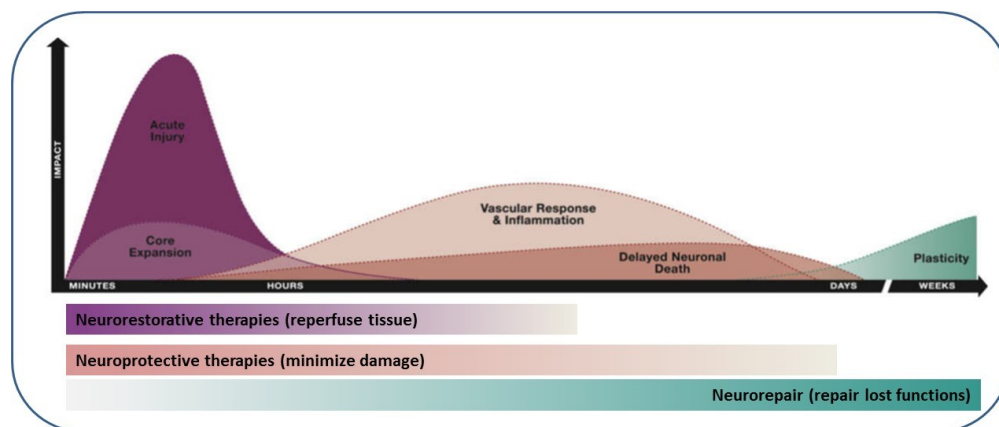 IMPACT
Acute
Injury
Core
Expansion
Vascular Response
& Inflammation
Delayed Neuronal
Death
Plasticity
MINUTES
HOURS
DAYS
WEEKS
Neurorestorative therapies (reperfuse tissue)
Neuroprotective therapies (minimize damage)
Neurorepair (repair lost functions)